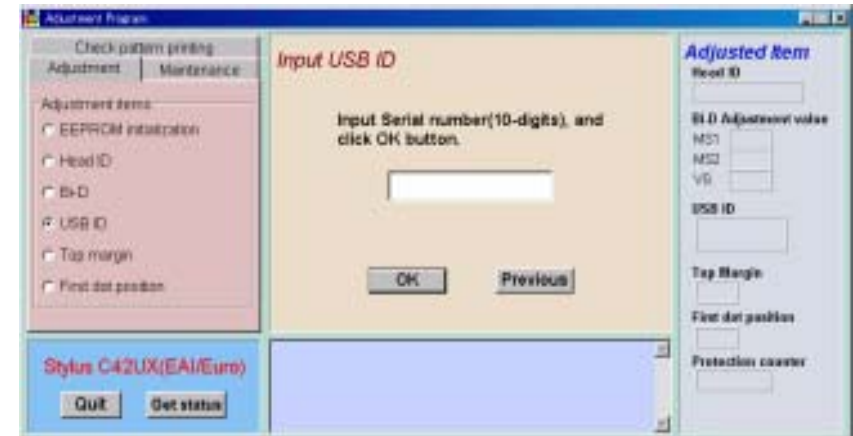 Adjustment Program
Check pattern printing
Adjustment
Maintenance
Adjustment items
EEPROM initialization
Head ID
Bi-D
USB ID
Top margin
First dot position
Input USB ID
Input Serial number(10-digits), and
click OK button.
OK
Previous
Adjusted Item
Head ID
Bi-D Adjustment value
MS1
MS2
VS
USB ID
Top Margin
First dot position
Protection counter
Stylus C42UX(EAI/Euro)
Quit
Get status